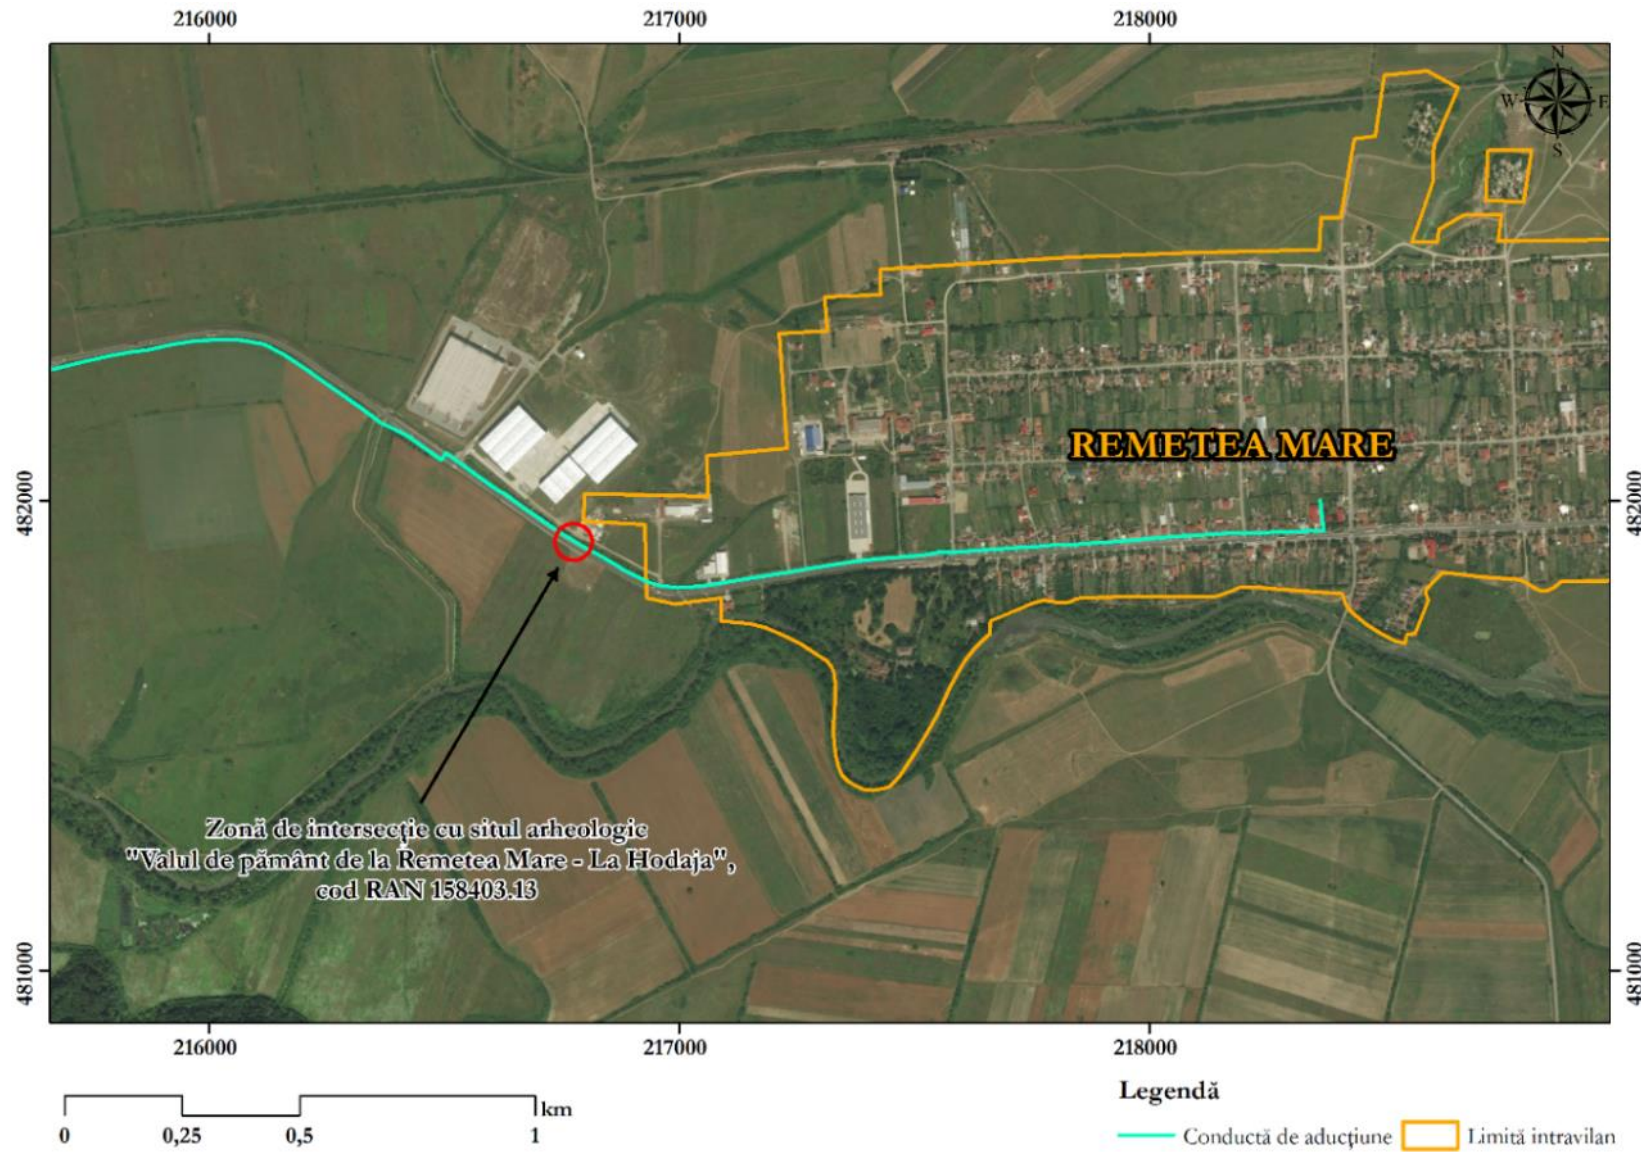 216000 217000 218000
N
W E
S
REMETEA MARE
482000 482000
Zonă de intersecție cu situl arheologic
"Valul de pământ de la Remetea Mare - La Hodaja",
cod RAN 158403.13
481000 481000
216000 217000 218000
Legendă
km
0 0,25 0,5 1
Conductă de aducțiune Limită intravilan